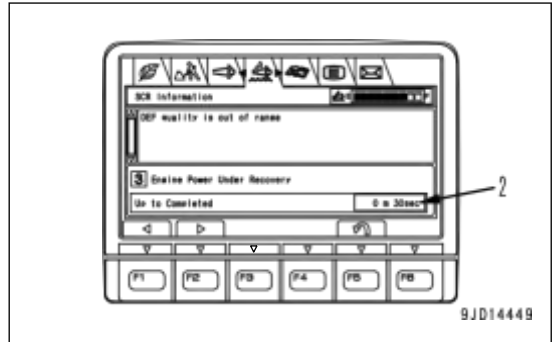 SCR Information
DEF quality is out of range
3 Engine Power Under Recovery
Up to Completed 0 m 30sec
2
F1 F2 F3 F4 F5 F6
9JD14449